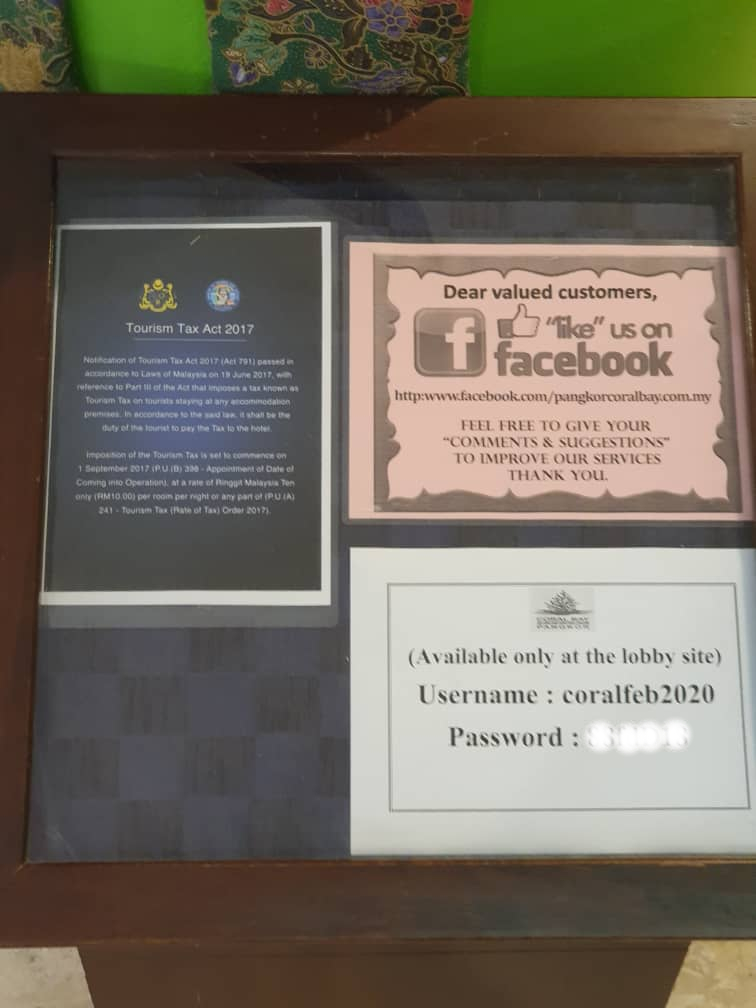 Tourism Tax Act 2017
Notification of Tourism Tax Act 2017 (Act 791) passed in
accordance to Laws of Malaysia on 19 June 2017, with
reference to Part III of the Act that imposes a tax known as
Tourism Tax on tourists staying at any accommodation
premises. In accordance to the said law, it shall be the
duty of the tourist to pay the Tax to the hotel.
Imposition of the Tourism Tax is set to commence on
1 September 2017 (P.U (B) 396 - Appointment of Date of
Coming into Operation), at a rate of Ringgit Malaysia Ten
only (RM10.00) per room per night or any part of (P.U (A)
241 - Tourism Tax (Rate of Tax) Order 2017).
Dear valued customers,
f "like" us on
facebook
http:www.facebook.com/pangkorcoralbay.com.my
FEEL FREE TO GIVE YOUR
"COMMENTS & SUGGESTIONS"
TO IMPROVE OUR SERVICES
THANK YOU.
CORAL BAY
PANGKOR
(Available only at the lobby site)
Username : coralfeb2020
Password :